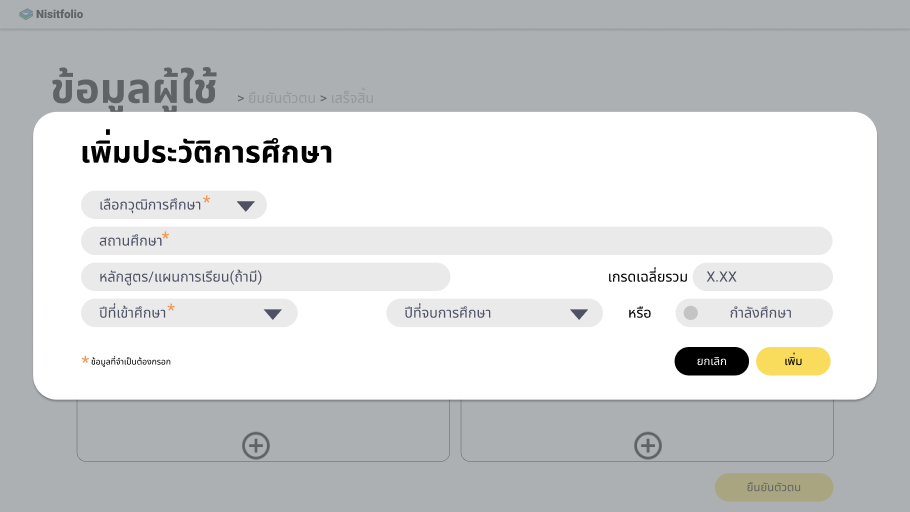 Nisitfolio
ข้อมูลผู้ใช้ > ยืนยันตัวตน > เสร็จสิ้น
เพิ่มประวัติการศึกษา
เลือกวุฒิการศึกษา*
สถานศึกษา*
หลักสูตร/แผนการเรียน(ถ้ามี) เกรดเฉลี่ยรวม X.XX
ปีที่เข้าศึกษา* ปีที่จบการศึกษา หรือ กำลังศึกษา
*ข้อมูลที่จำเป็นต้องกรอก ยกเลิก เพิ่ม
ยืนยันตัวตน